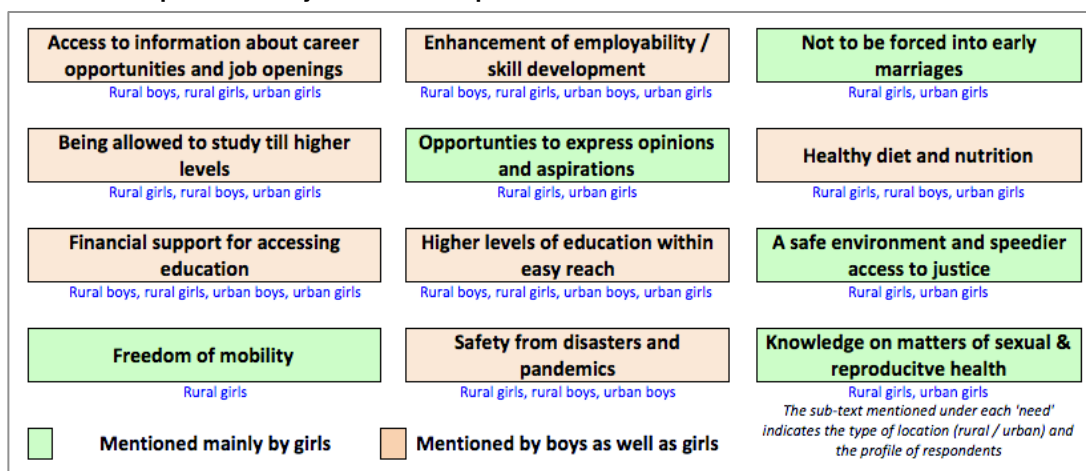 Access to information about career
opportunities and job openings
Rural boys, rural girls, urban girls
Enhancement of employability /
skill development
Rural boys, rural girls, urban boys, urban girls
Not to be forced into early
marriages
Rural girls, urban girls
Being allowed to study till higher
levels
Rural girls, rural boys, urban girls
Opportunties to express opinions
and aspirations
Rural girls, urban girls
Healthy diet and nutrition
Rural girls, rural boys, urban girls
Financial support for accessing
education
Rural boys, rural girls, urban boys, urban girls
Higher levels of education within
easy reach
Rural boys, rural girls, urban boys, urban girls
A safe environment and speedier
access to justice
Rural girls, urban girls
Freedom of mobility
Rural girls
Safety from disasters and
pandemics
Rural girls, rural boys, urban boys
Knowledge on matters of sexual &
reproducitve health
Rural girls, urban girls
The sub-text mentioned under each 'need'
indicates the type of location (rural / urban) and
the profile of respondents
Mentioned mainly by girls
Mentioned by boys as well as girls